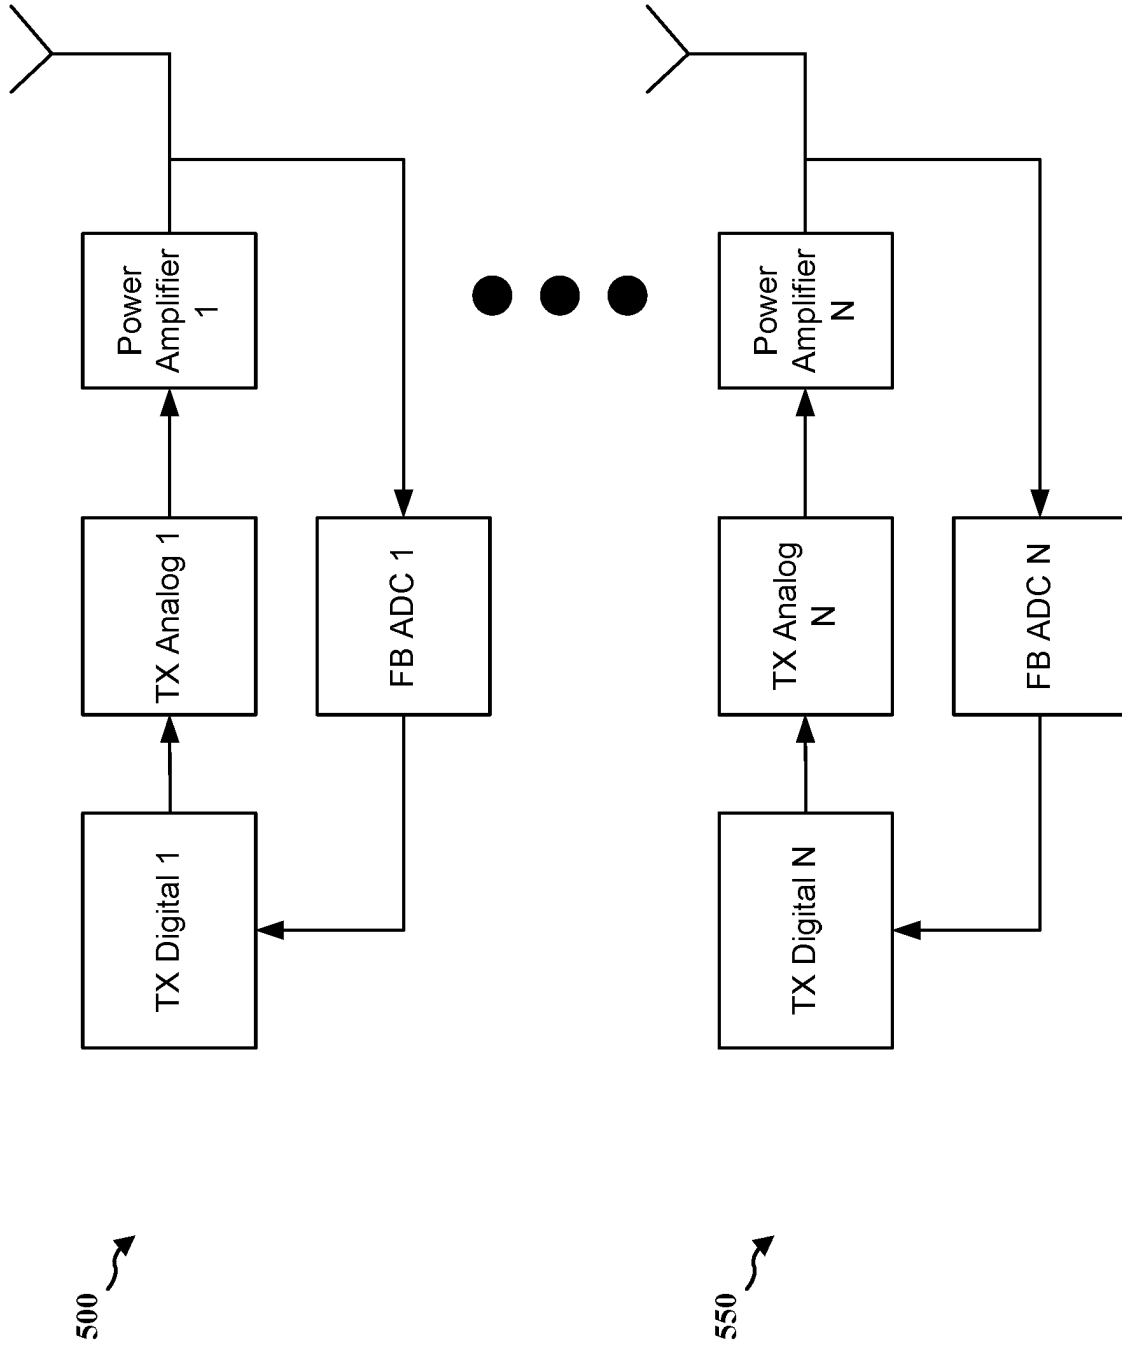 500
TX Digital 1
TX Analog 1
Power
Amplifier
1
FB ADC 1
550
TX Digital N
TX Analog
N
Power
Amplifier
N
FB ADC N